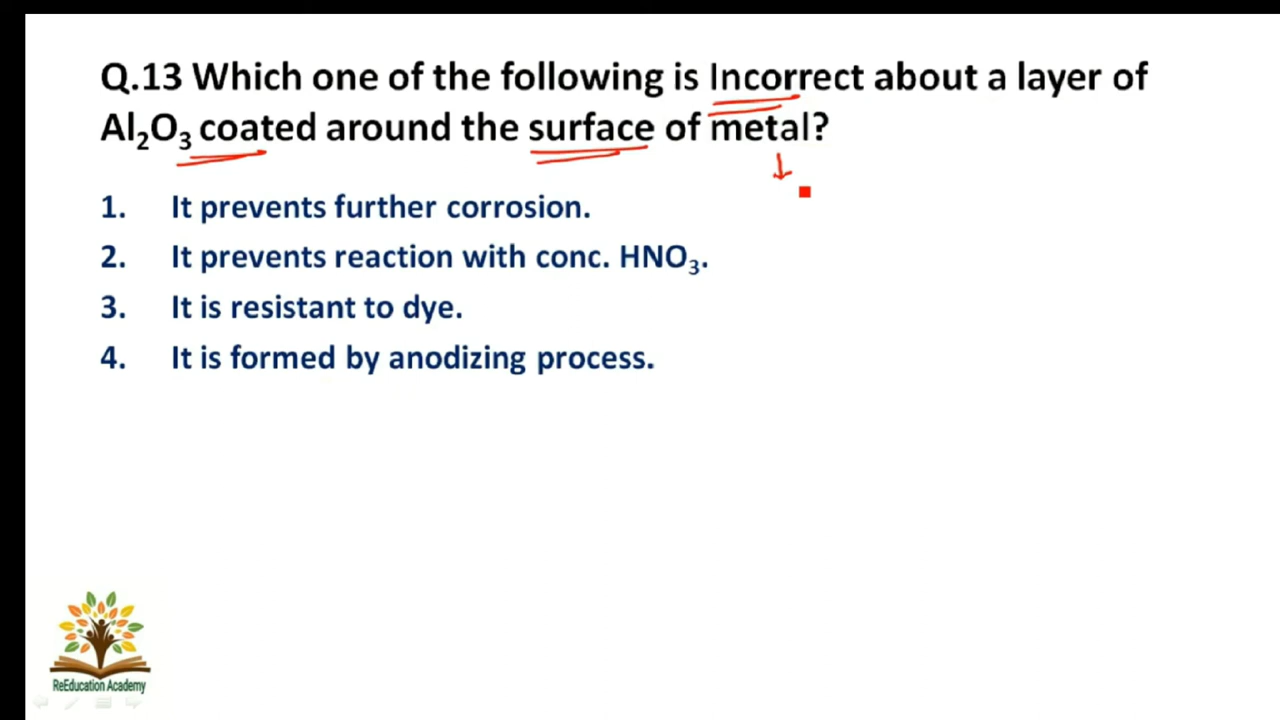 Q.13 Which one of the following is Incorrect about a layer of
Al₂O₃ coated around the surface of metal?
1. It prevents further corrosion.
2. It prevents reaction with conc. HNO₃.
3. It is resistant to dye.
4. It is formed by anodizing process.
ReEducation Academy